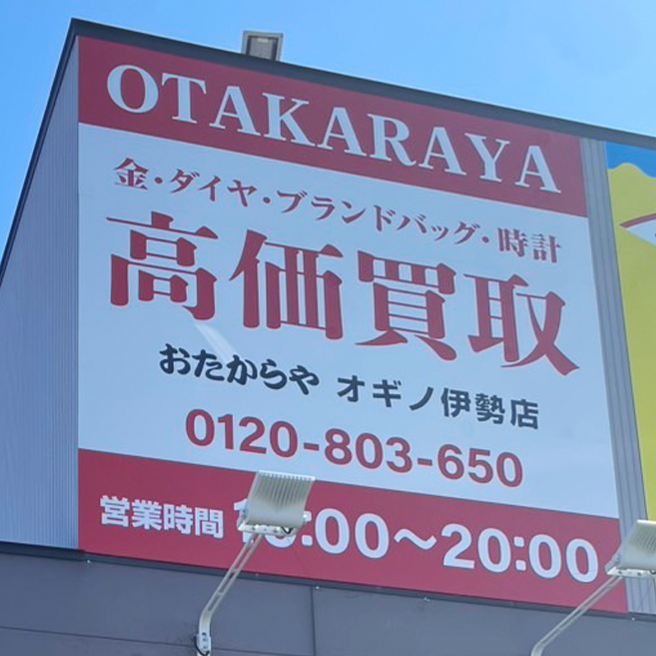 OTAKARAYA
金・ダイヤ・ブランドバッグ・時計
高価買取
おたからや オギノ伊勢店
0120-803-650
営業時間 10:00～20:00